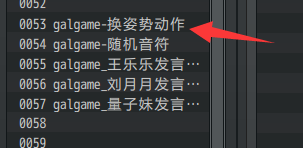 0052
0053 galgame-换姿势动作
0054 galgame-随机音符
0055 galgame_王乐乐发言…
0056 galgame_刘月月发言…
0057 galgame_量子妹发言…
0058
0059